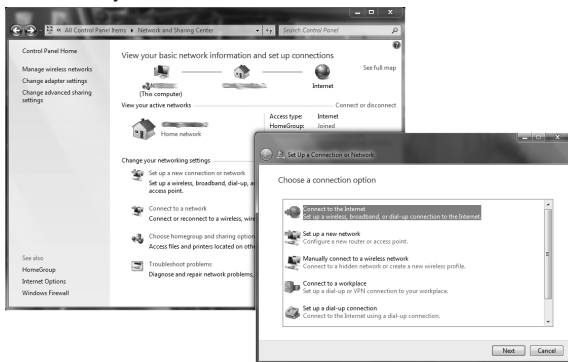 « All Control Panel Items ▸ Network and Sharing Center
Search Control Panel
Control Panel Home
Manage wireless networks
Change adapter settings
Change advanced sharing
settings
See also
HomeGroup
Internet Options
Windows Firewall
View your basic network information and set up connections
See full map
(This computer)
Internet
View your active networks
Connect or disconnect
Home network
Access type: Internet
HomeGroup: Joined
Change your networking settings
Set up a new connection or network
Set up a wireless, broadband, dial-up, a
access point.
Connect to a network
Connect or reconnect to a wireless, wire
Choose homegroup and sharing option
Access files and printers located on othe
Troubleshoot problems
Diagnose and repair network problems,
Set Up a Connection or Network
Choose a connection option
Connect to the Internet
Set up a wireless, broadband, or dial-up connection to the Internet.
Set up a new network
Configure a new router or access point.
Manually connect to a wireless network
Connect to a hidden network or create a new wireless profile.
Connect to a workplace
Set up a dial-up or VPN connection to your workplace.
Set up a dial-up connection
Connect to the Internet using a dial-up connection.
Next
Cancel